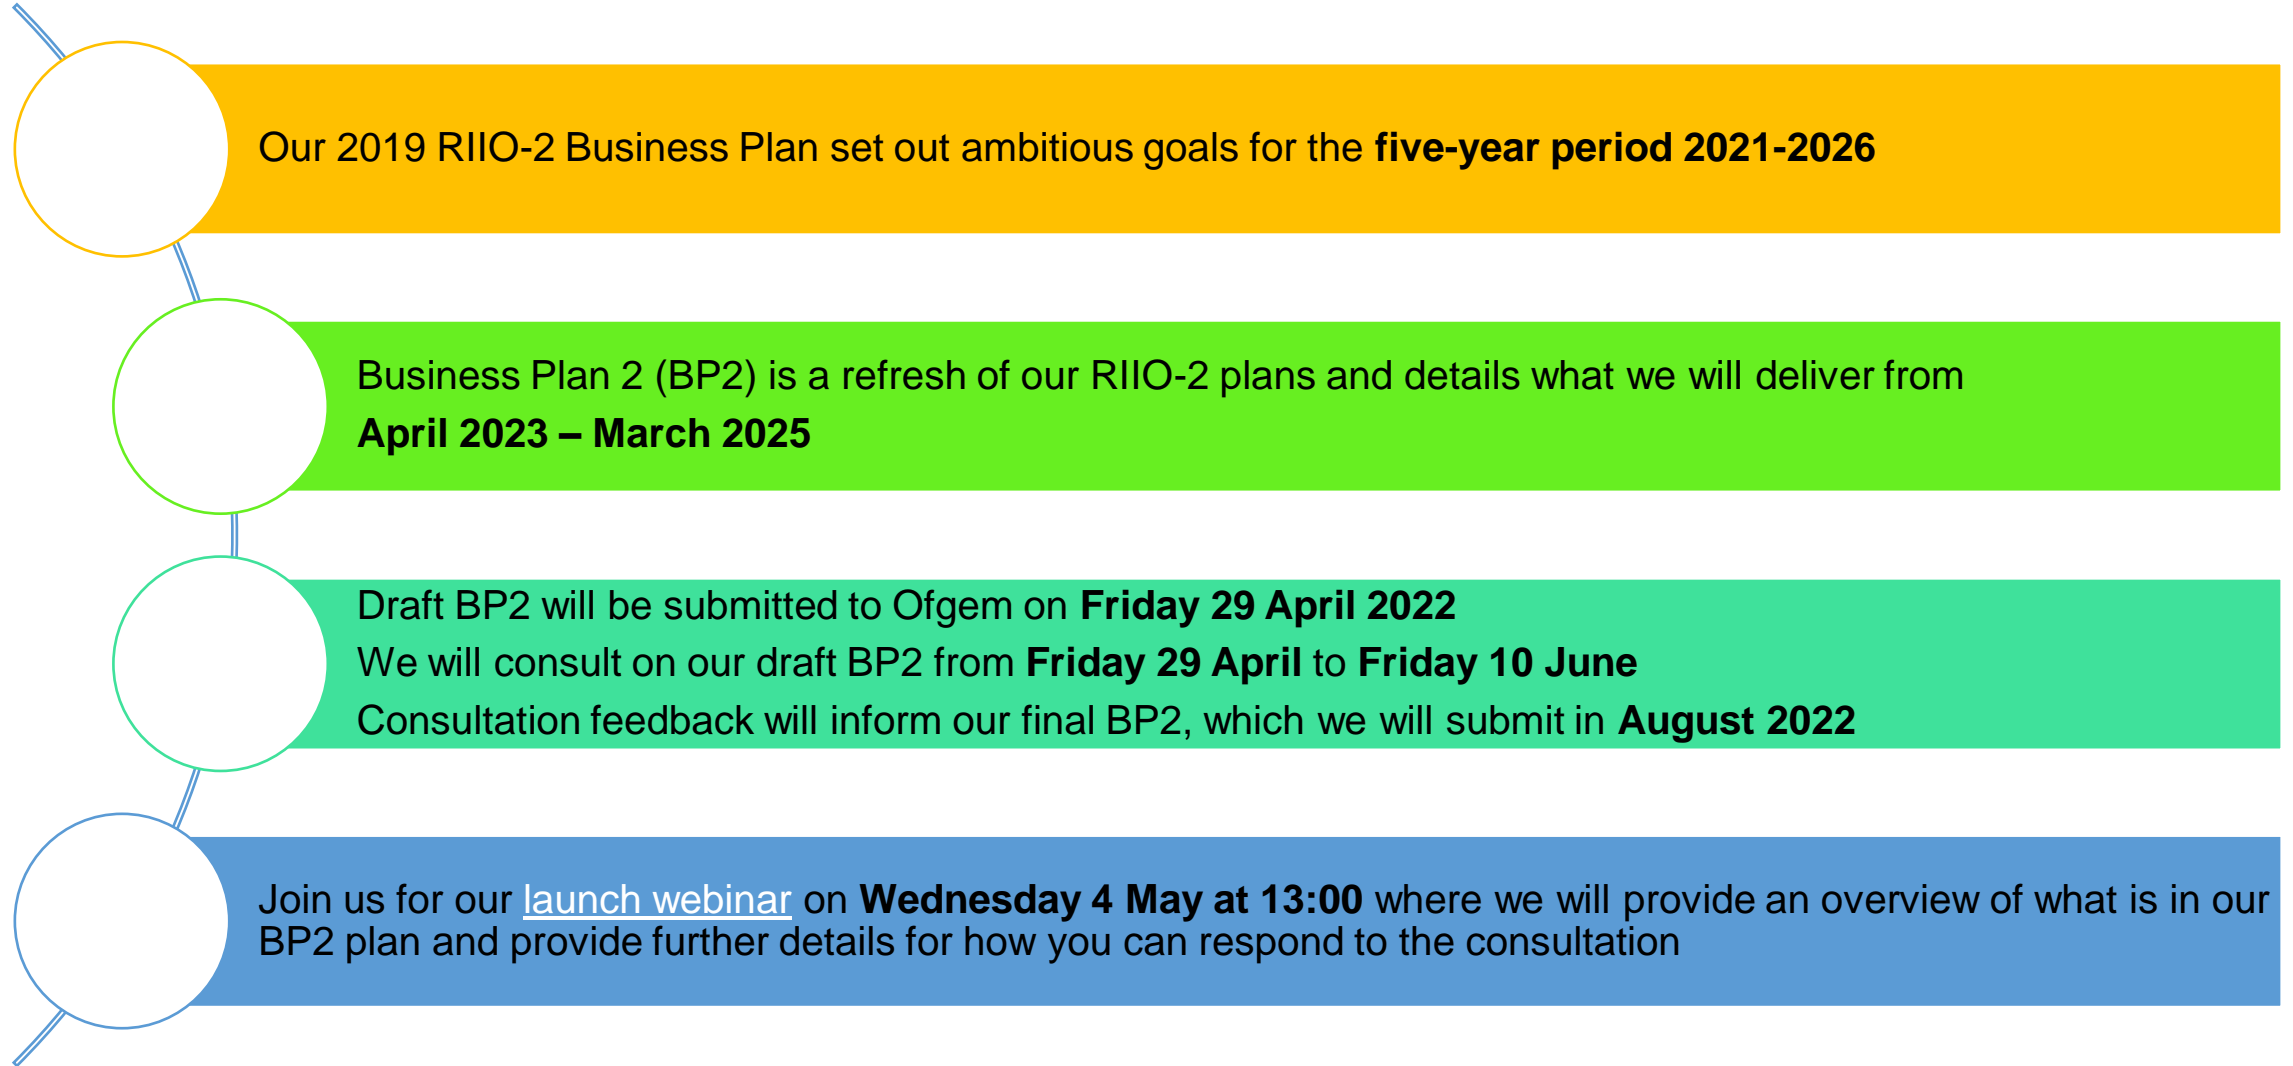 Our 2019 RIIO-2 Business Plan set out ambitious goals for the five-year period 2021-2026
Business Plan 2 (BP2) is a refresh of our RIIO-2 plans and details what we will deliver from
April 2023 – March 2025
Draft BP2 will be submitted to Ofgem on Friday 29 April 2022
We will consult on our draft BP2 from Friday 29 April to Friday 10 June
Consultation feedback will inform our final BP2, which we will submit in August 2022
Join us for our launch webinar on Wednesday 4 May at 13:00 where we will provide an overview of what is in our
BP2 plan and provide further details for how you can respond to the consultation